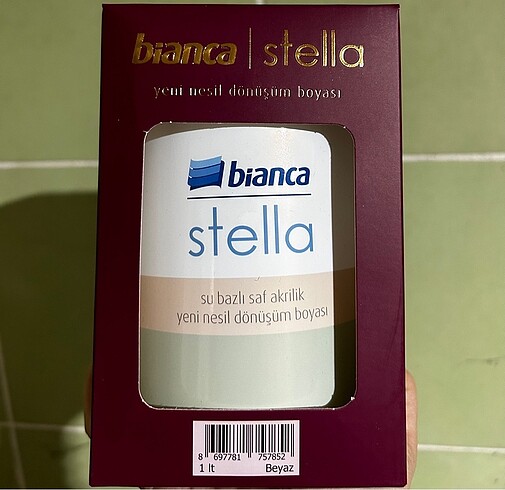 bianca | stella
yeni nesil dönüşüm boyası
bianca
stella
su bazlı saf akrilik
yeni nesil dönüşüm boyası
8 697781 757852
1 lt Beyaz